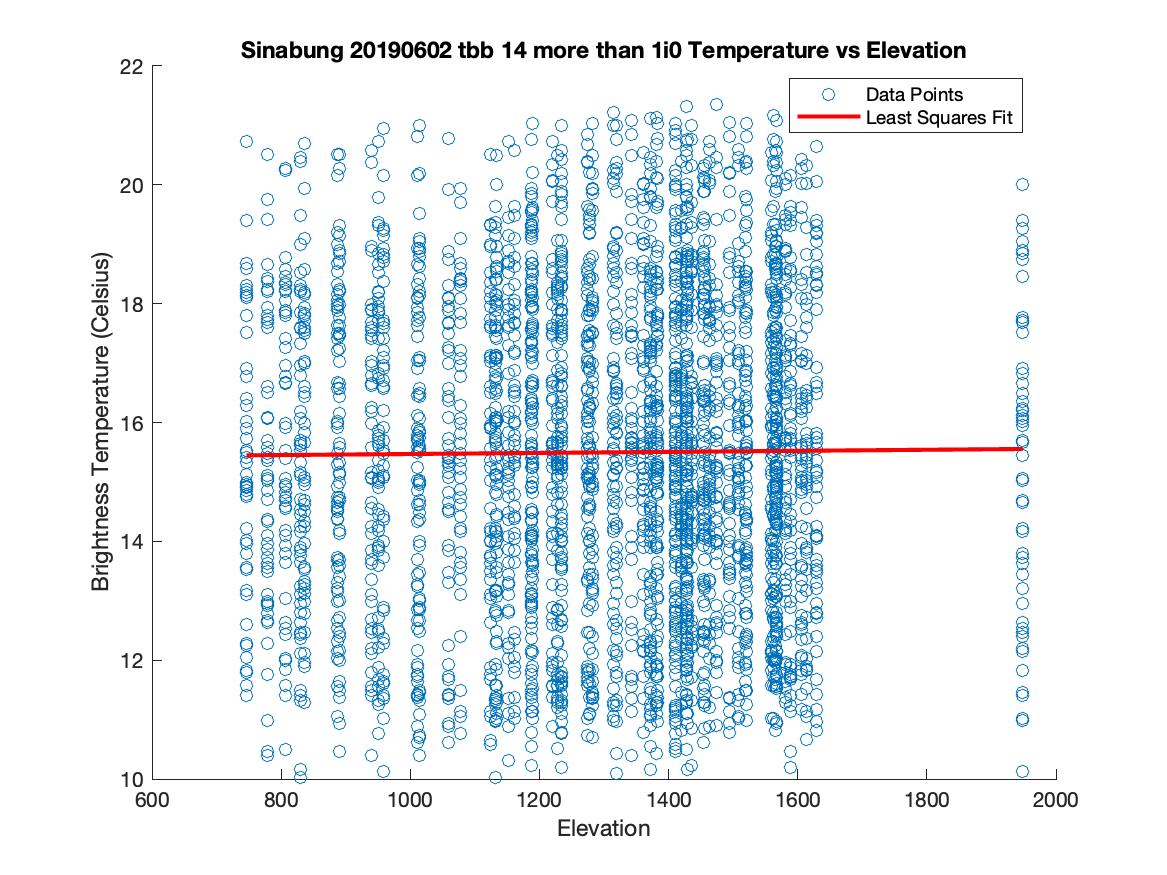 Sinabung 20190602 tbb 14 more than 1i0 Temperature vs Elevation
22
Data Points
Least Squares Fit
20
18
16
14
12
10
Brightness Temperature (Celsius)
600 800 1000 1200 1400 1600 1800 2000
Elevation